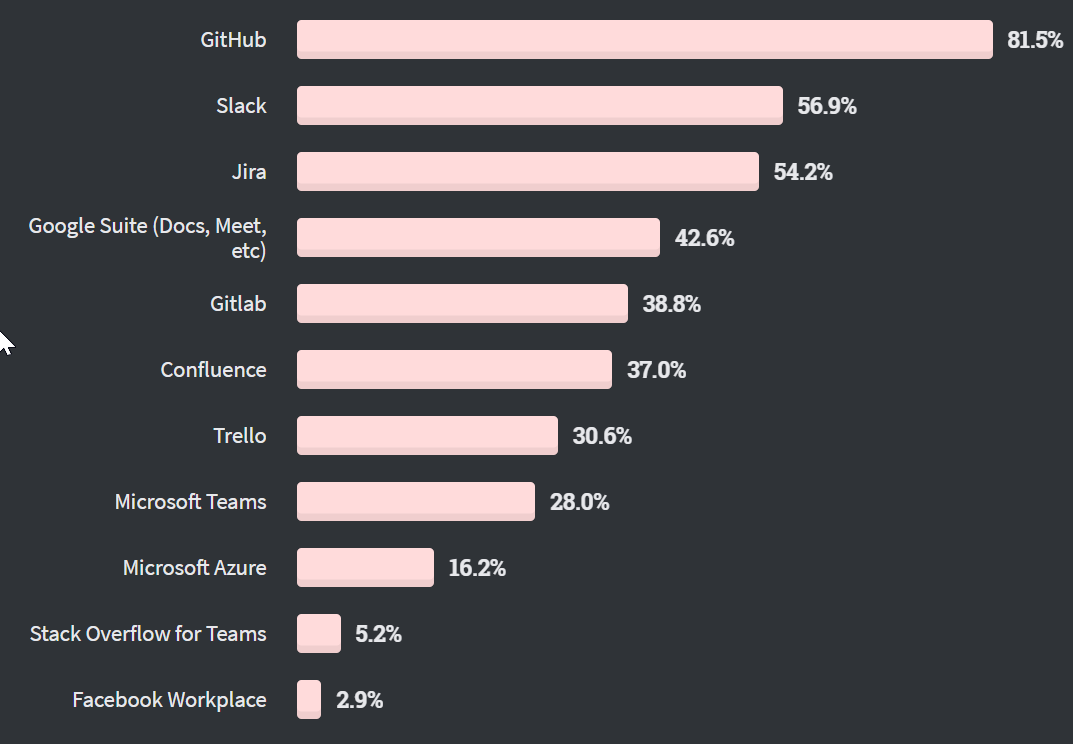 GitHub 81.5%
Slack 56.9%
Jira 54.2%
Google Suite (Docs, Meet,
etc) 42.6%
Gitlab 38.8%
Confluence 37.0%
Trello 30.6%
Microsoft Teams 28.0%
Microsoft Azure 16.2%
Stack Overflow for Teams 5.2%
Facebook Workplace 2.9%